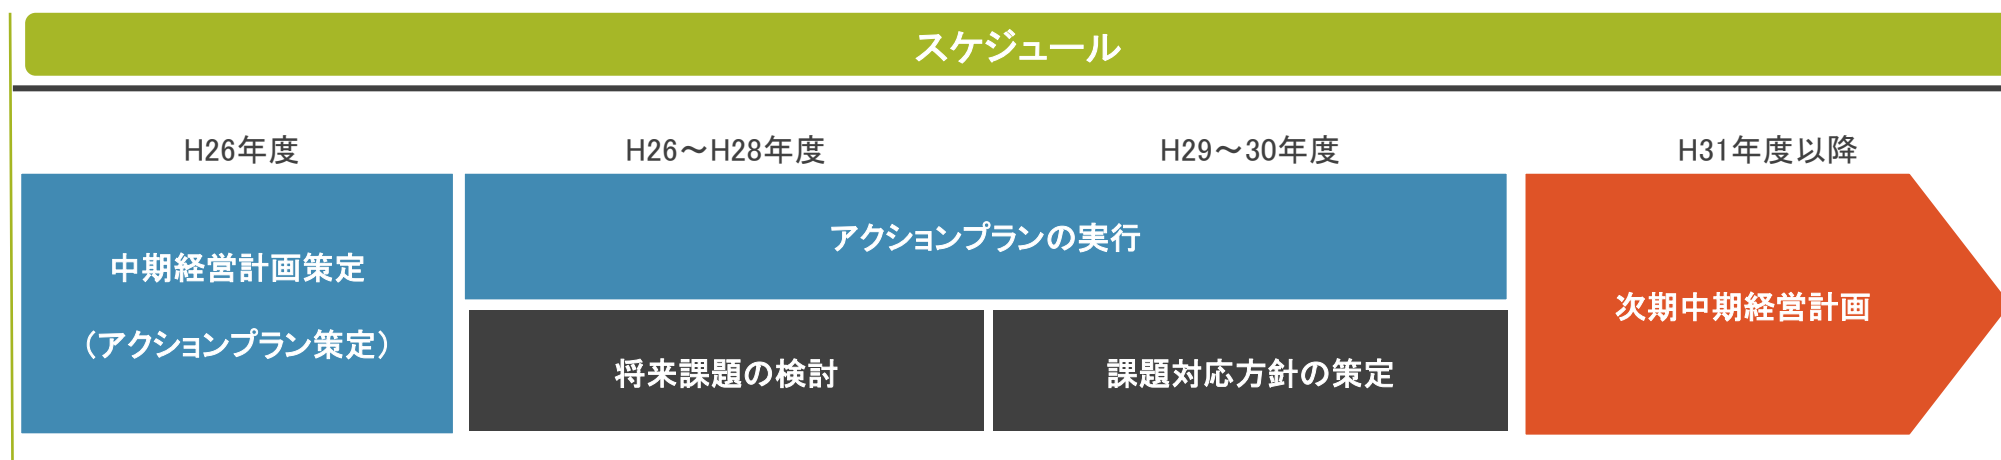 スケジュール
H26年度
H26～H28年度
H29～30年度
H31年度以降
中期経営計画策定
（アクションプラン策定）
アクションプランの実行
将来課題の検討
課題対応方針の策定
次期中期経営計画